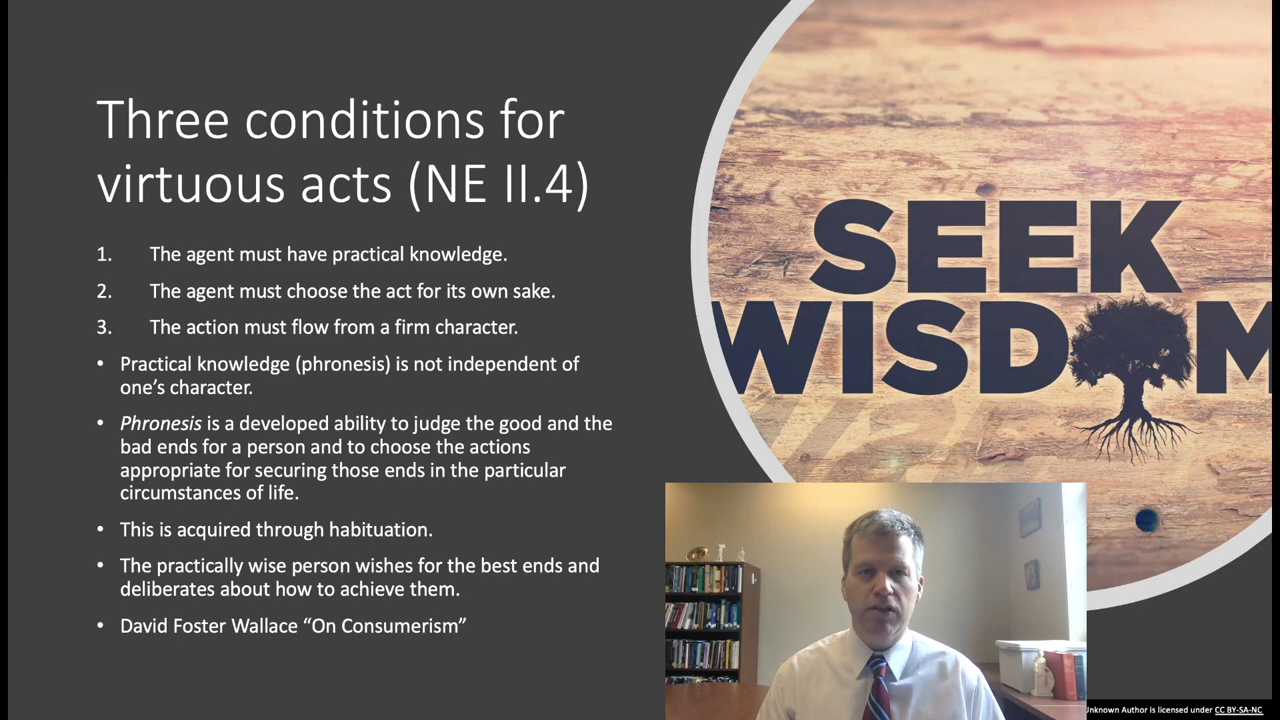 Three conditions for
virtuous acts (NE II.4)
1. The agent must have practical knowledge.
2. The agent must choose the act for its own sake.
3. The action must flow from a firm character.
• Practical knowledge (phronesis) is not independent of
one’s character.
• Phronesis is a developed ability to judge the good and the
bad ends for a person and to choose the actions
appropriate for securing those ends in the particular
circumstances of life.
• This is acquired through habituation.
• The practically wise person wishes for the best ends and
deliberates about how to achieve them.
• David Foster Wallace “On Consumerism”
SEEK
WISDOM
Unknown Author is licensed under CC BY-SA-NC